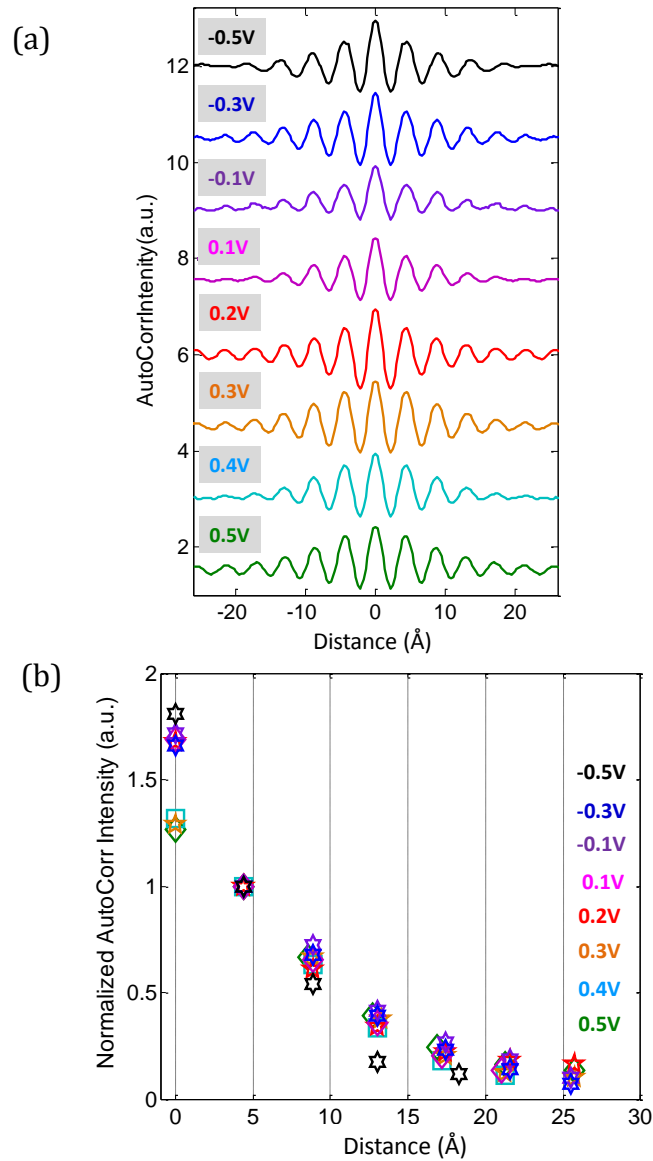 (a)
AutoCorrIntenity(a.u.)
12
10
8
6
4
2
-0.5V
-0.3V
-0.1V
0.1V
0.2V
0.3V
0.4V
0.5V
-20 -10 0 10 20
Distance (Å)
(b)
Normalized AutoCorr Intensity (a.u.)
2
1.5
1
0.5
0
-0.5V
-0.3V
-0.1V
0.1V
0.2V
0.3V
0.4V
0.5V
0 5 10 15 20 25 30
Distance (Å)